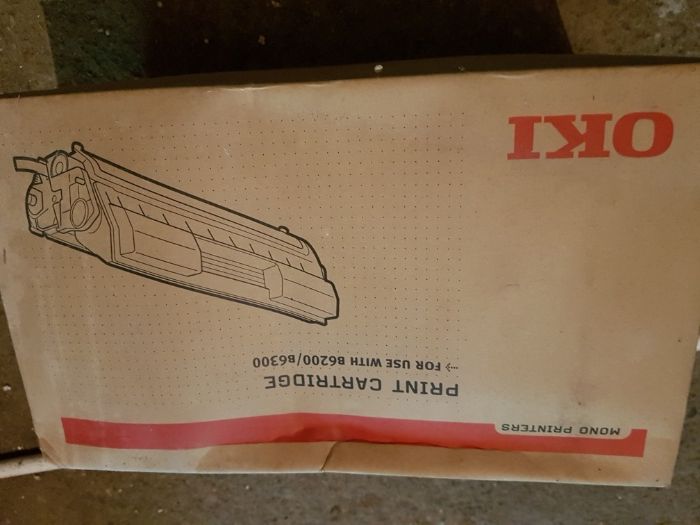 MONO PRINTERS
PRINT CARTRIDGE
FOR USE WITH B6200/B6300
OKI